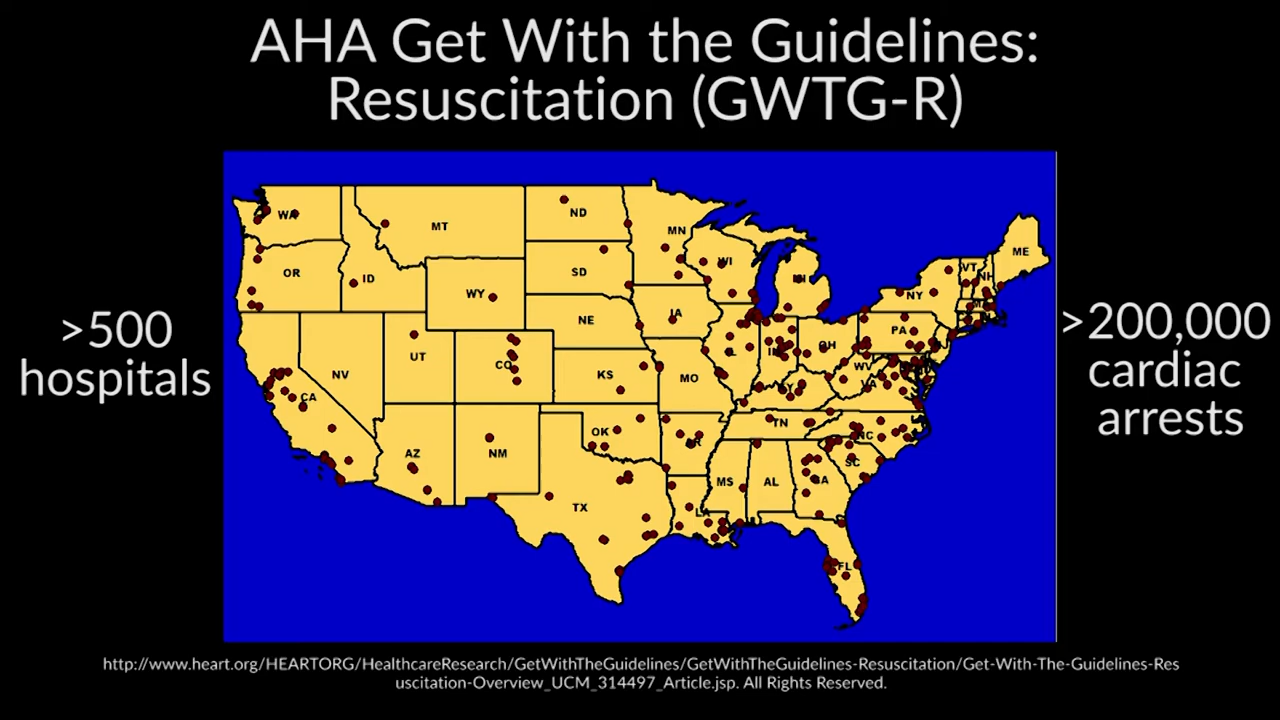 AHA Get With the Guidelines:
Resuscitation (GWTG-R)
>500
hospitals
>200,000
cardiac
arrests
WA
MT
ND
MN
ME
OR
ID
SD
WI
VT
NH
WY
MI
NY
IA
NE
PA
NV
UT
CO
IL
IN
OH
KS
MO
WV
VA
CA
KY
OK
TN
NC
AZ
NM
AR
SC
MS
AL
GA
TX
LA
FL
http://www.heart.org/HEARTORG/HealthcareResearch/GetWithTheGuidelines/GetWithTheGuidelines-Resuscitation/Get-With-The-Guidelines-Res
uscitation-Overview_UCM_314497_Article.jsp. All Rights Reserved.